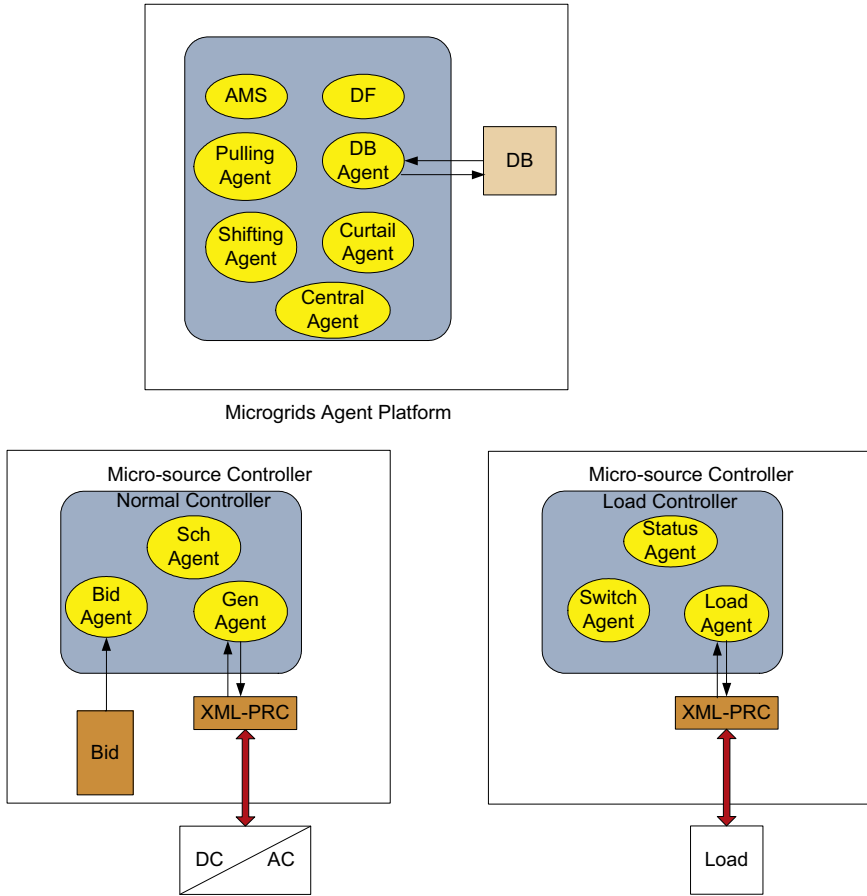 AMS
DF
Pulling
Agent
DB
Agent
DB
Shifting
Agent
Curtail
Agent
Central
Agent
Microgrids Agent Platform
Micro-source Controller
Normal Controller
Sch
Agent
Bid
Agent
Gen
Agent
XML-PRC
Bid
DC
AC
Micro-source Controller
Load Controller
Status
Agent
Switch
Agent
Load
Agent
XML-PRC
Load